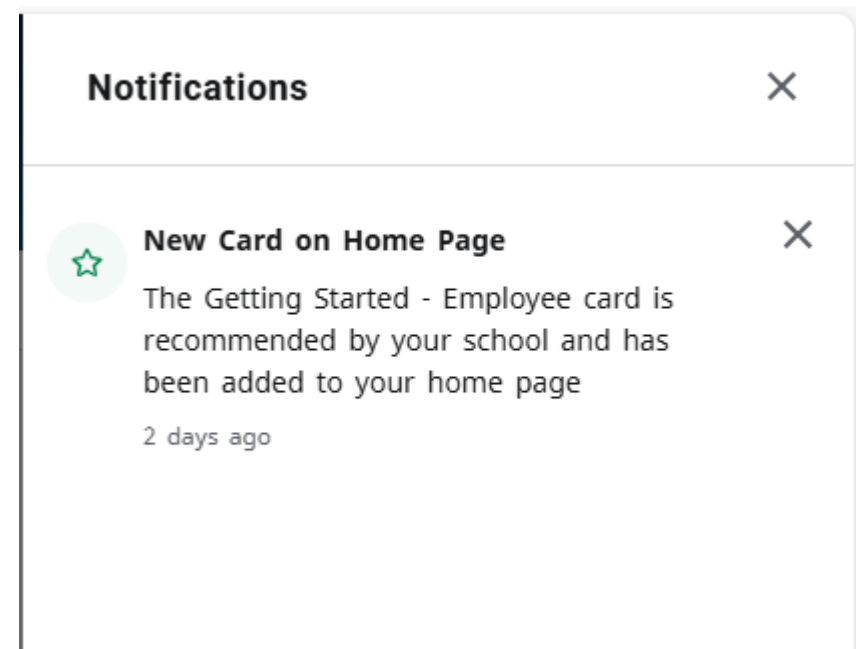 Notifications
New Card on Home Page
The Getting Started - Employee card is
recommended by your school and has
been added to your home page
2 days ago